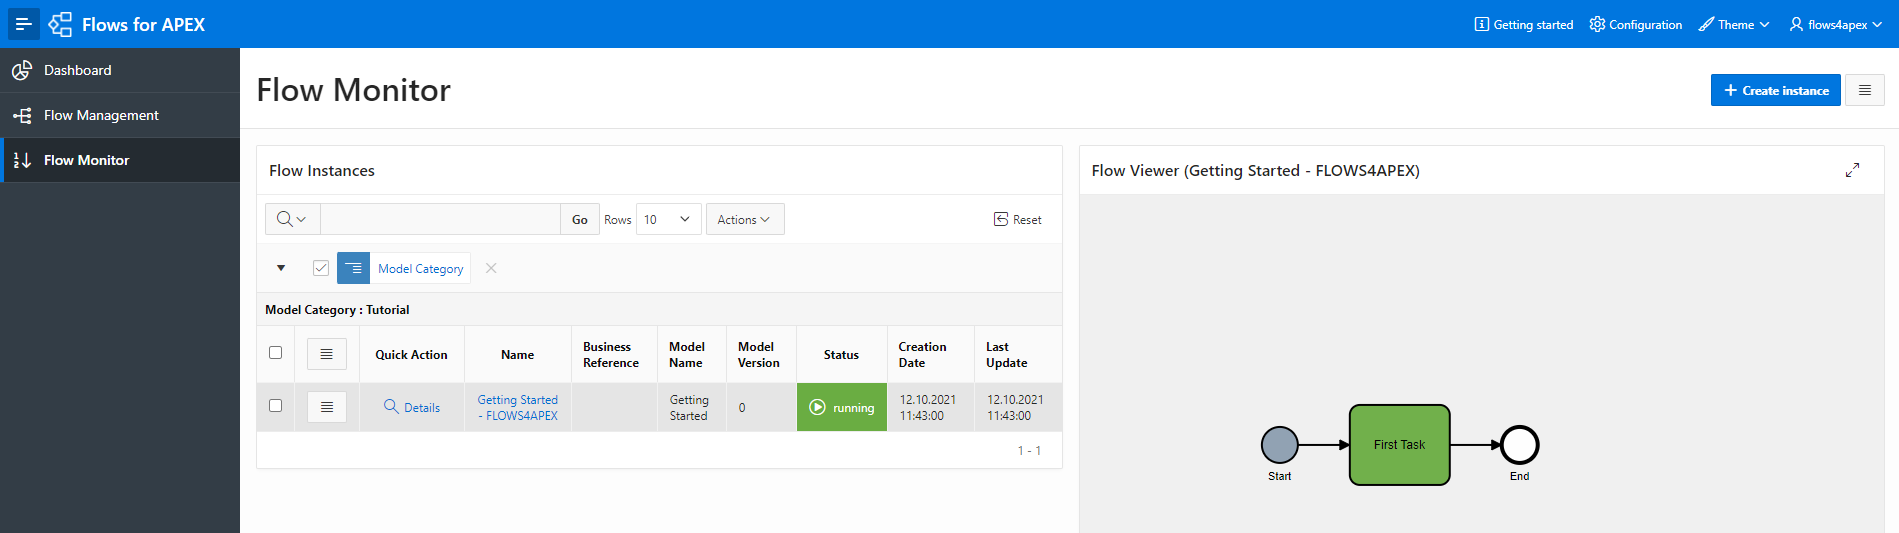 Flows for APEX
Getting started
Configuration
Theme
flows4apex
Dashboard
Flow Management
Flow Monitor
Flow Monitor
Create instance
Flow Instances
Go
Rows
10
Actions
Reset
Model Category
Model Category : Tutorial
Quick Action
Name
Business
Reference
Model
Name
Model
Version
Status
Creation
Date
Last
Update
Details
Getting Started
- FLOWS4APEX
Getting
Started
0
running
12.10.2021
11:43:00
12.10.2021
11:43:00
1 - 1
Flow Viewer (Getting Started - FLOWS4APEX)
First Task
Start
End